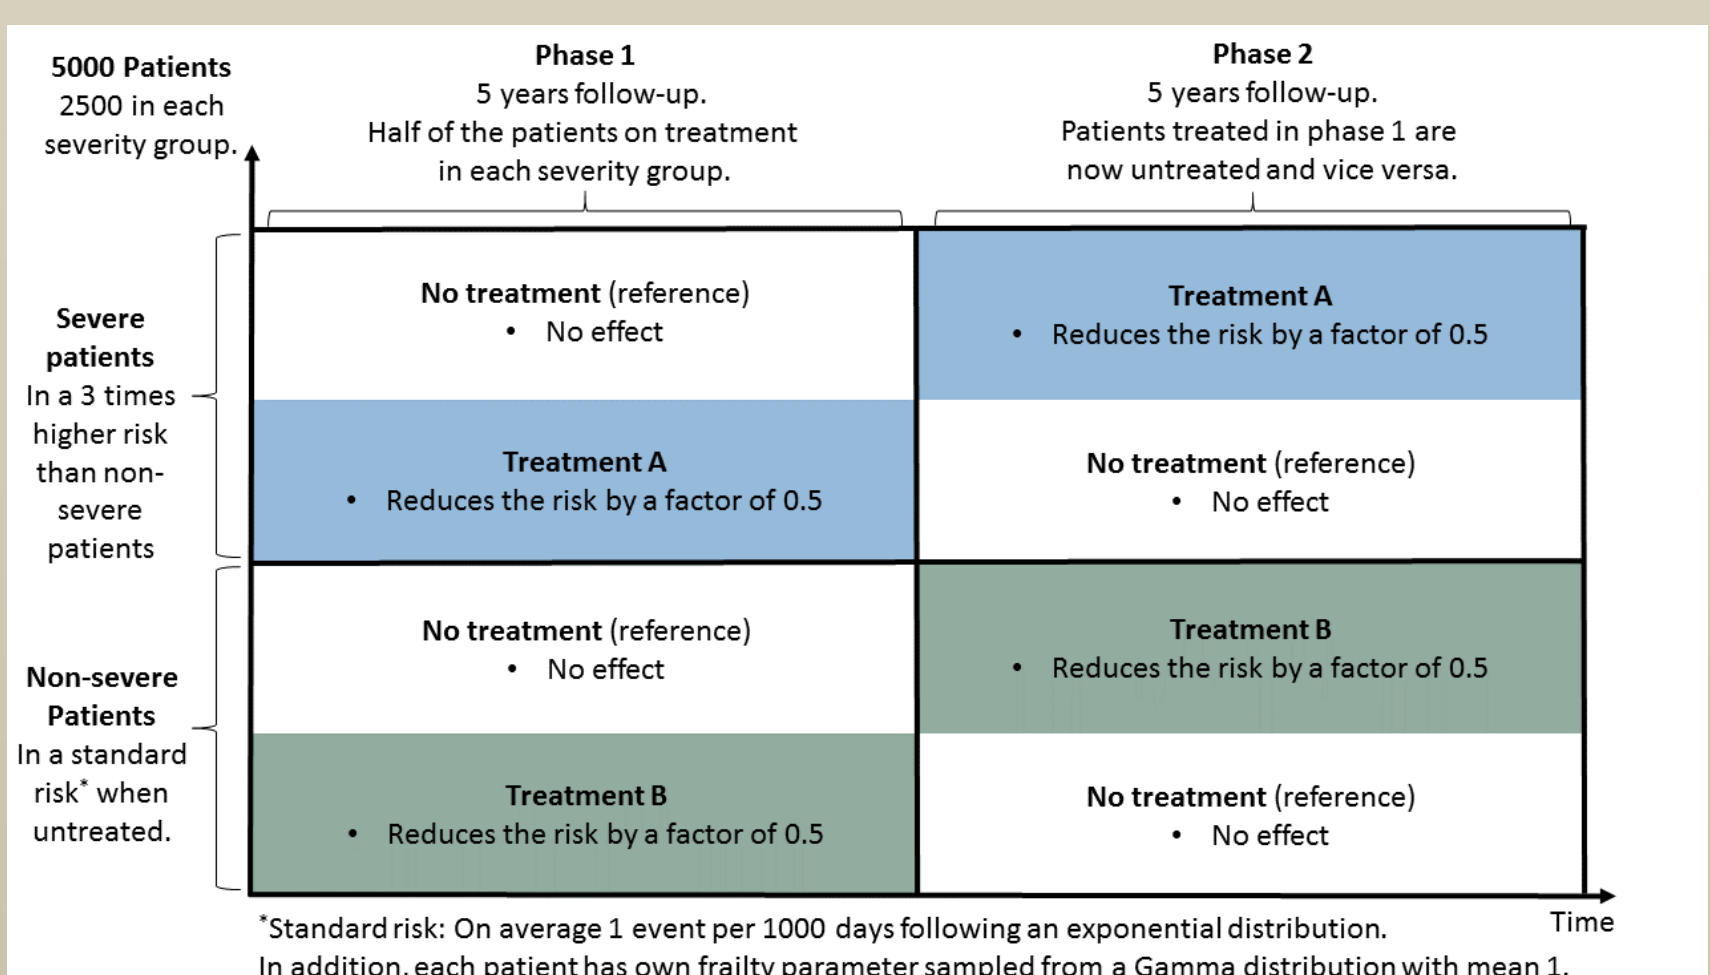 5000 Patients
2500 in each
severity group.
Phase 1
5 years follow-up.
Half of the patients on treatment
in each severity group.
Phase 2
5 years follow-up.
Patients treated in phase 1 are
now untreated and vice versa.
Severe
patients
In a 3 times
higher risk
than non-
severe
patients
No treatment (reference)
• No effect
Treatment A
• Reduces the risk by a factor of 0.5
Treatment A
• Reduces the risk by a factor of 0.5
No treatment (reference)
• No effect
Non-severe
Patients
In a standard
risk* when
untreated.
No treatment (reference)
• No effect
Treatment B
• Reduces the risk by a factor of 0.5
Treatment B
• Reduces the risk by a factor of 0.5
No treatment (reference)
• No effect
Time
*Standard risk: On average 1 event per 1000 days following an exponential distribution.
In addition, each patient has own frailty parameter sampled from a Gamma distribution with mean 1.